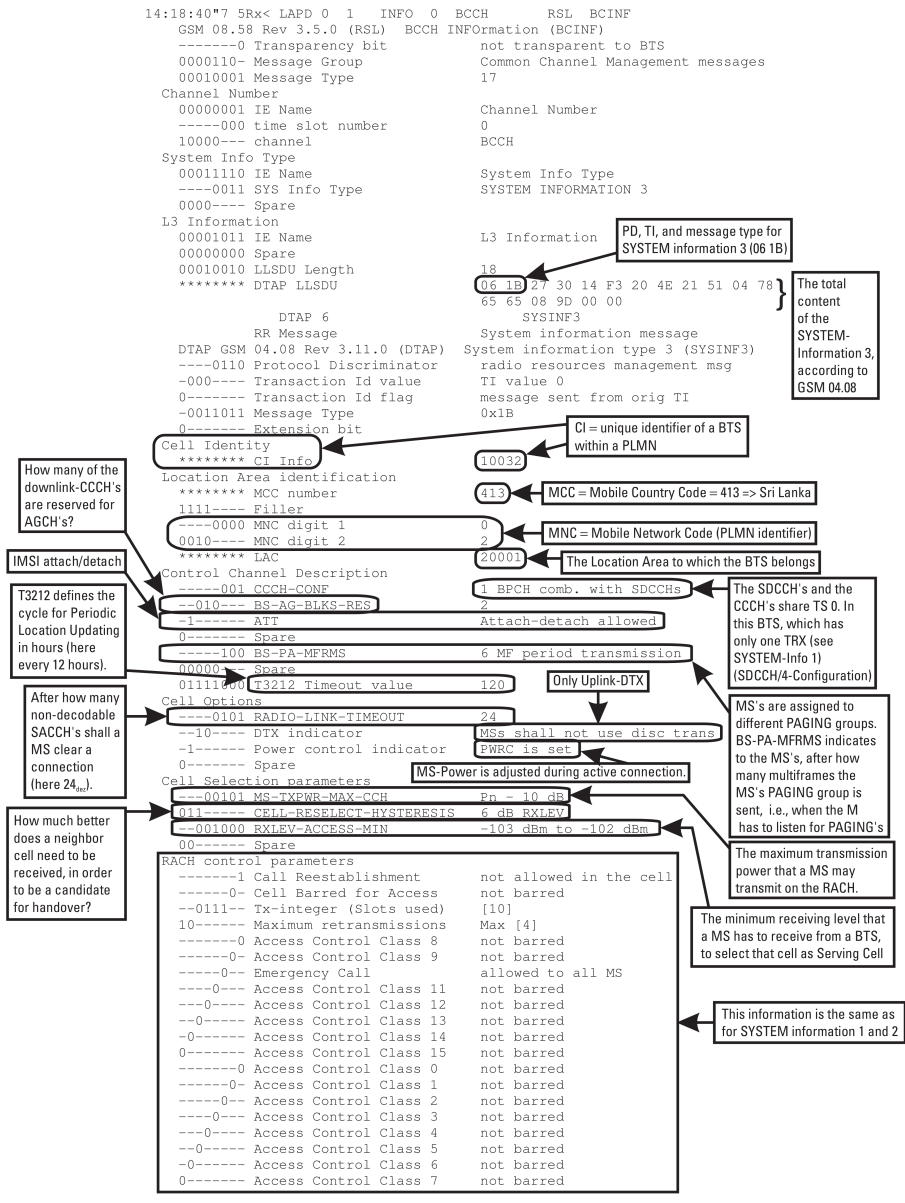 14:18:40"7 5Rx< LAPD 0 1 INFO 0 BCCH RSL BCINF
GSM 08.58 Rev 3.5.0 (RSL) BCCH INFOrmation (BCINF)
-------0 Transparency bit not transparent to BTS
0000110- Message Group Common Channel Management messages
00010001 Message Type 17
Channel Number
00000001 IE Name Channel Number
-----000 time slot number 0
10000--- channel BCCH
System Info Type
00011110 IE Name System Info Type
----0011 SYS Info Type SYSTEM INFORMATION 3
0000---- Spare
L3 Information
00001011 IE Name L3 Information
00000000 Spare
00010010 LLSDU Length 18
******** DTAP LLSDU 06 1B 27 30 14 F3 20 4E 21 51 04 78
65 65 08 9D 00 00
PD, TI, and message type for
SYSTEM information 3 (06 1B)
The total
content
of the
SYSTEM-
Information 3,
according to
GSM 04.08
DTAP 6 SYSINF3
RR Message System information message
DTAP GSM 04.08 Rev 3.11.0 (DTAP) System information type 3 (SYSINF3)
----0110 Protocol Discriminator radio resources management msg
-000---- Transaction Id value TI value 0
0------- Transaction Id flag message sent from orig TI
-0011011 Message Type 0x1B
0------- Extension bit
Cell Identity
******** CI Info 10032
CI = unique identifier of a BTS
within a PLMN
Location Area identification
******** MCC number 413
MCC = Mobile Country Code = 413 => Sri Lanka
1111---- Filler
----0000 MNC digit 1 0
0010---- MNC digit 2 2
MNC = Mobile Network Code (PLMN identifier)
******** LAC 20001
The Location Area to which the BTS belongs
Control Channel Description
-----001 CCCH-CONF 1 BPCH comb. with SDCCHs
--010--- BS-AG-BLKS-RES 2
-1------ ATT Attach-detach allowed
0------- Spare
-----100 BS-PA-MFRMS 6 MF period transmission
00000--- Spare
01111000 T3212 Timeout value 120
How many of the
downlink-CCCH's
are reserved for
AGCH's?
IMSI attach/detach
T3212 defines the
cycle for Periodic
Location Updating
in hours (here
every 12 hours).
The SDCCH's and the
CCCH's share TS 0. In
this BTS, which has
only one TRX (see
SYSTEM-Info 1)
(SDCCH/4-Configuration)
Only Uplink-DTX
Cell Options
----0101 RADIO-LINK-TIMEOUT 24
--10---- DTX indicator MSs shall not use disc trans
-1------ Power control indicator PWRC is set
0------- Spare
After how many
non-decodable
SACCH's shall a
MS clear a
connection
(here 24dez).
MS-Power is adjusted during active connection.
MS's are assigned to
different PAGING groups.
BS-PA-MFRMS indicates
to the MS's, after how
many multiframes the
MS's PAGING group is
sent, i.e., when the M
has to listen for PAGING's
Cell Selection parameters
---00101 MS-TXPWR-MAX-CCH Pn - 10 dB
011----- CELL-RESELECT-HYSTERESIS 6 dB RXLEV
--001000 RXLEV-ACCESS-MIN -103 dBm to -102 dBm
00------ Spare
How much better
does a neighbor
cell need to be
received, in order
to be a candidate
for handover?
The maximum transmission
power that a MS may
transmit on the RACH.
The minimum receiving level that
a MS has to receive from a BTS,
to select that cell as Serving Cell
RACH control parameters
-------1 Call Reestablishment not allowed in the cell
------0- Cell Barred for Access not barred
--0111-- Tx-integer (Slots used) [10]
10------ Maximum retransmissions Max [4]
-------0 Access Control Class 8 not barred
------0- Access Control Class 9 not barred
-----0-- Emergency Call allowed to all MS
----0--- Access Control Class 11 not barred
---0---- Access Control Class 12 not barred
--0----- Access Control Class 13 not barred
-0------ Access Control Class 14 not barred
0------- Access Control Class 15 not barred
-------0 Access Control Class 0 not barred
------0- Access Control Class 1 not barred
-----0-- Access Control Class 2 not barred
----0--- Access Control Class 3 not barred
---0---- Access Control Class 4 not barred
--0----- Access Control Class 5 not barred
-0------ Access Control Class 6 not barred
0------- Access Control Class 7 not barred
This information is the same as
for SYSTEM information 1 and 2